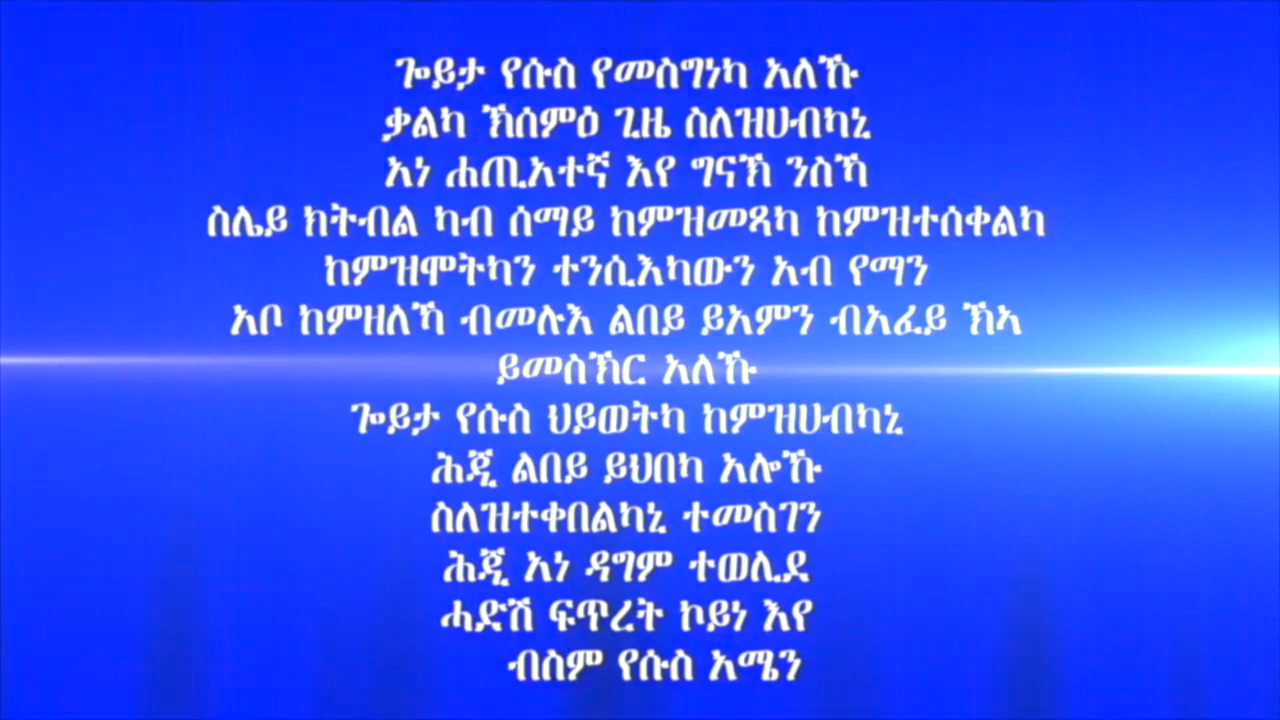 ጐይታ የሱስ የመስግነካ አለኹ
ቃልካ ኽሰምዕ ጊዜ ስለዝሀብካኒ
አነ ሐጢአተኛ እየ ግናኽ ንስኻ
ስሌይ ክትብል ካብ ሰማይ ከምዝመጻካ ከምዝተሰቀልካ
ከምዝሞትካን ተንሲእካውን አብ የማን
አቦ ከምዘለኻ ብመሉእ ልበይ ይአምን ብአፈይ ኽኣ
ይመስኽር አለኹ
ጐይታ የሱስ ህይወትካ ከምዝሀብካኒ
ሕጂ ልበይ ይህበካ አሎኹ
ስለዝተቀበልካኒ ተመስገን
ሕጂ አነ ዳግም ተወሊደ
ሓድሽ ፍጥረት ኮይነ እየ
ብስም የሱስ አሜን